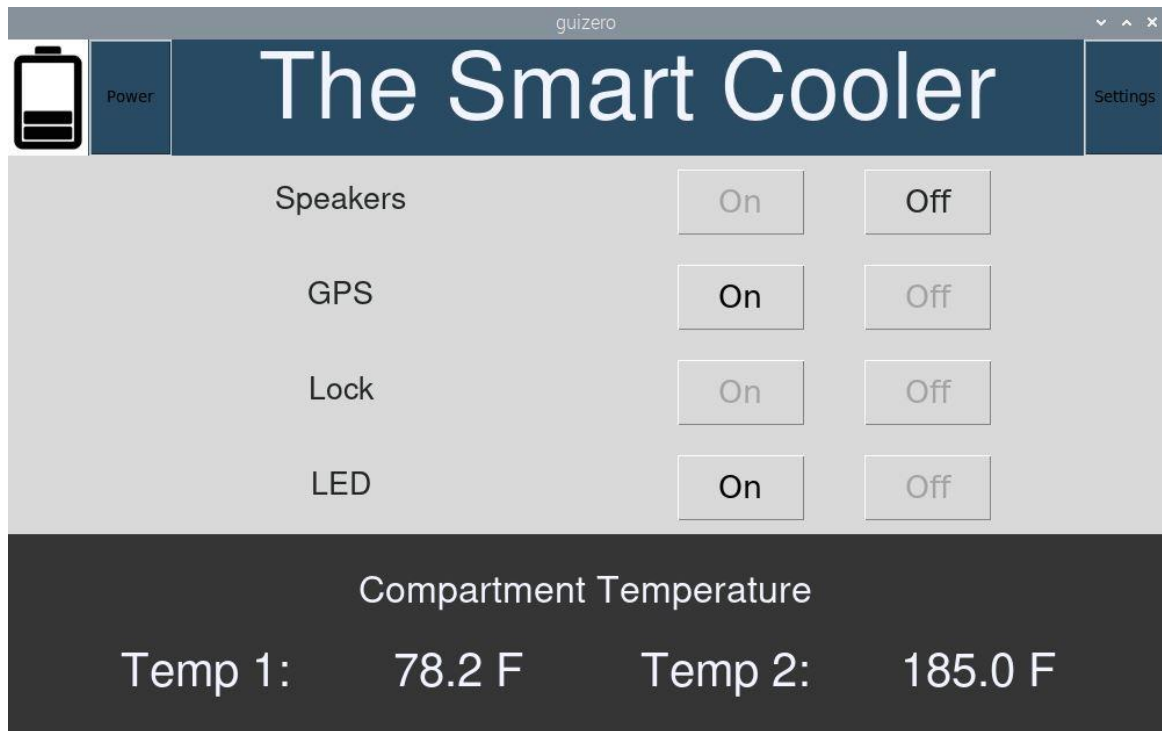 guizero
Power The Smart Cooler Settings
Speakers On Off
GPS On Off
Lock On Off
LED On Off
Compartment Temperature
Temp 1: 78.2 F Temp 2: 185.0 F